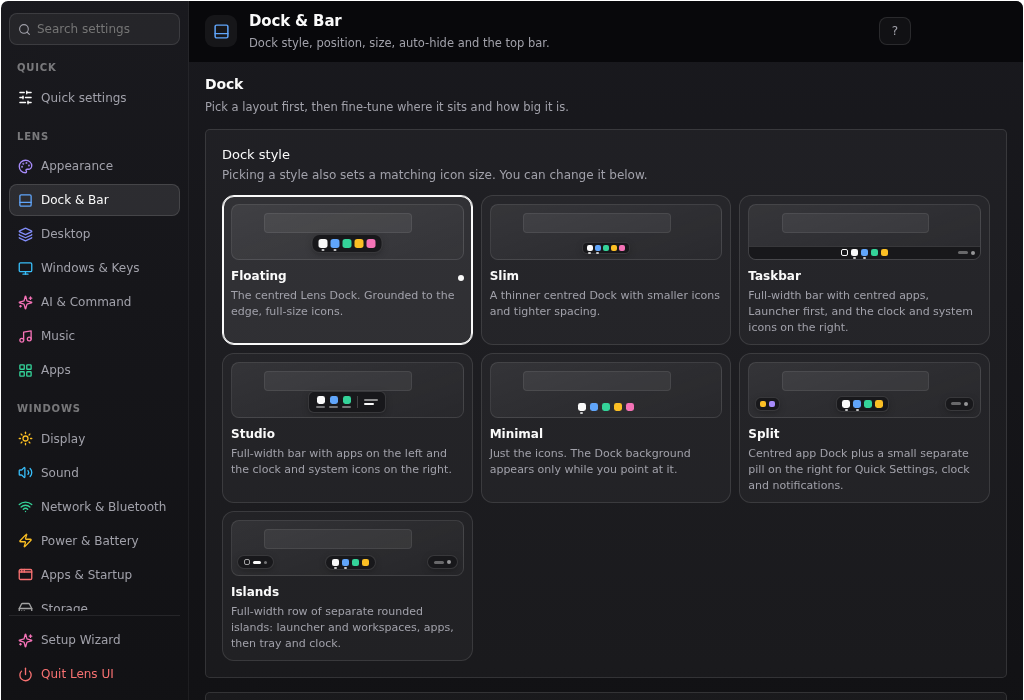 Search settings
QUICK
Quick settings
LENS
Appearance
Dock & Bar
Desktop
Windows & Keys
AI & Command
Music
Apps
WINDOWS
Display
Sound
Network & Bluetooth
Power & Battery
Apps & Startup
Storage
Setup Wizard
Quit Lens UI
Dock & Bar
Dock style, position, size, auto-hide and the top bar.
?
Dock
Pick a layout first, then fine-tune where it sits and how big it is.
Dock style
Picking a style also sets a matching icon size. You can change it below.
Floating
The centred Lens Dock. Grounded to the
edge, full-size icons.
Slim
A thinner centred Dock with smaller icons
and tighter spacing.
Taskbar
Full-width bar with centred apps,
Launcher first, and the clock and system
icons on the right.
Studio
Full-width bar with apps on the left and
the clock and system icons on the right.
Minimal
Just the icons. The Dock background
appears only while you point at it.
Split
Centred app Dock plus a small separate
pill on the right for Quick Settings, clock
and notifications.
Islands
Full-width row of separate rounded
islands: launcher and workspaces, apps,
then tray and clock.